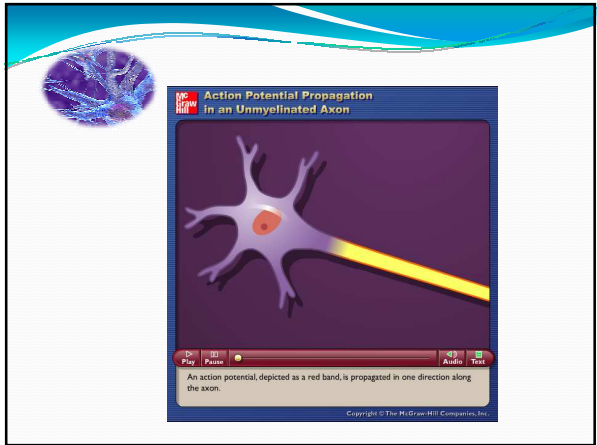 Mc
Graw
Hill
Action Potential Propagation
in an Unmyelinated Axon
Play Pause Audio Text
An action potential, depicted as a red band, is propagated in one direction along
the axon.
Copyright © The McGraw-Hill Companies, Inc.